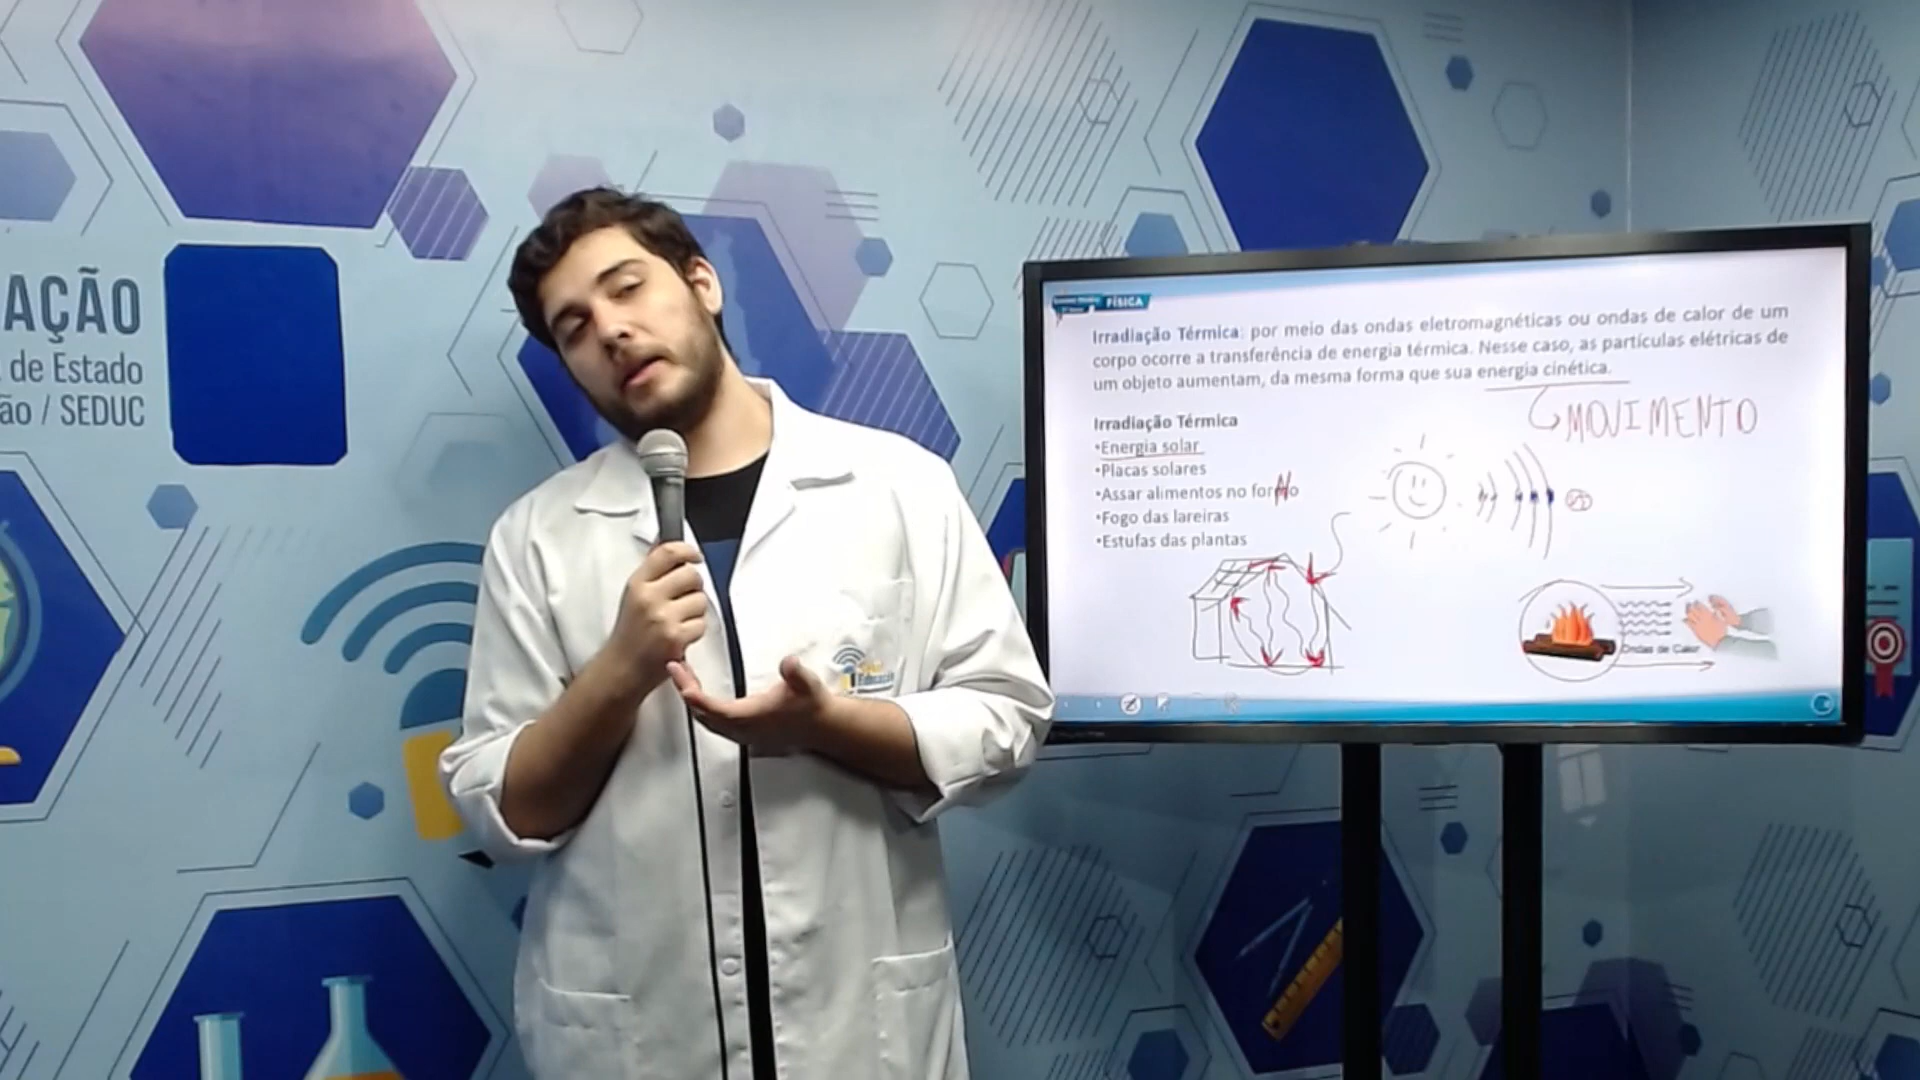 AÇÃO
de Estado
ão / SEDUC
Educação
FÍSICA
Irradiação Térmica: por meio das ondas eletromagnéticas ou ondas de calor de um
corpo ocorre a transferência de energia térmica. Nesse caso, as partículas elétricas de
um objeto aumentam, da mesma forma que sua energia cinética.
MOVIMENTO
Irradiação Térmica
•Energia solar
•Placas solares
•Assar alimentos no forNo
•Fogo das lareiras
•Estufas das plantas
Ondas de Calor